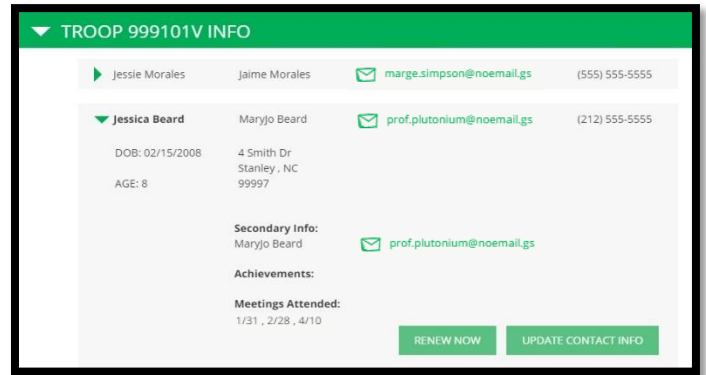 TROOP 999101V INFO
Jessie Morales Jaime Morales marge.simpson@noemail.gs (555) 555-5555
Jessica Beard MaryJo Beard prof.plutonium@noemail.gs (212) 555-5555
DOB: 02/15/2008 4 Smith Dr
Stanley , NC
AGE: 8 99997
Secondary Info:
MaryJo Beard prof.plutonium@noemail.gs
Achievements:
Meetings Attended:
1/31 , 2/28 , 4/10
RENEW NOW UPDATE CONTACT INFO